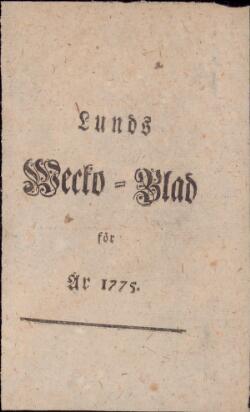 Lunds
Wecko-Blad
för
År 1775.